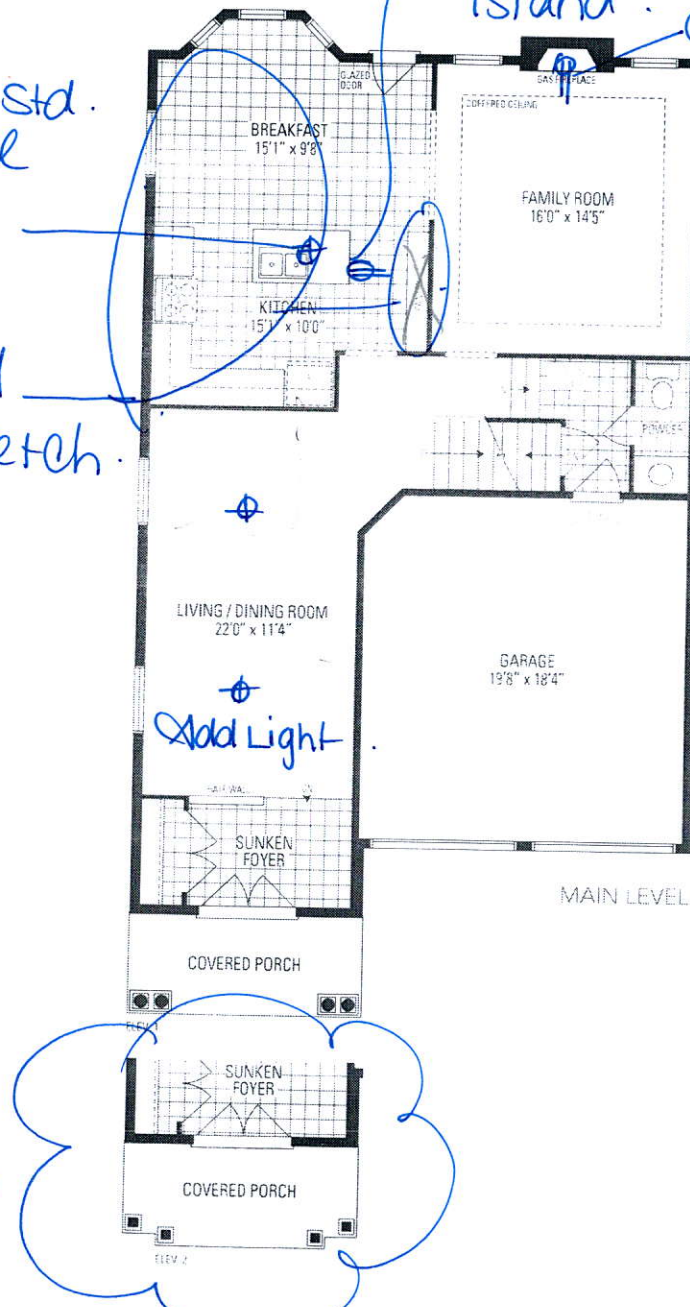 Island.
Std.
GLAZED
DOOR
GAS FIREPLACE
COFFERED CEILING
BREAKFAST
15'1" x 9'8"
FAMILY ROOM
16'0" x 14'5"
KITCHEN
15'1" x 10'0"
POWDER
LIVING / DINING ROOM
22'0" x 11'4"
GARAGE
19'8" x 18'4"
Add Light.
HALF WALL
SUNKEN
FOYER
MAIN LEVEL
COVERED PORCH
ELEV. 1
SUNKEN
FOYER
COVERED PORCH
ELEV. 2